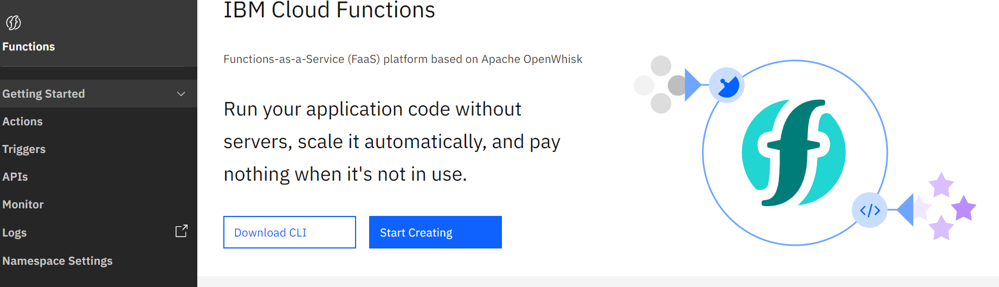 Functions
Getting Started
Actions
Triggers
APIs
Monitor
Logs
Namespace Settings
IBM Cloud Functions
Functions-as-a-Service (FaaS) platform based on Apache OpenWhisk
Run your application code without
servers, scale it automatically, and pay
nothing when it's not in use.
Download CLI
Start Creating